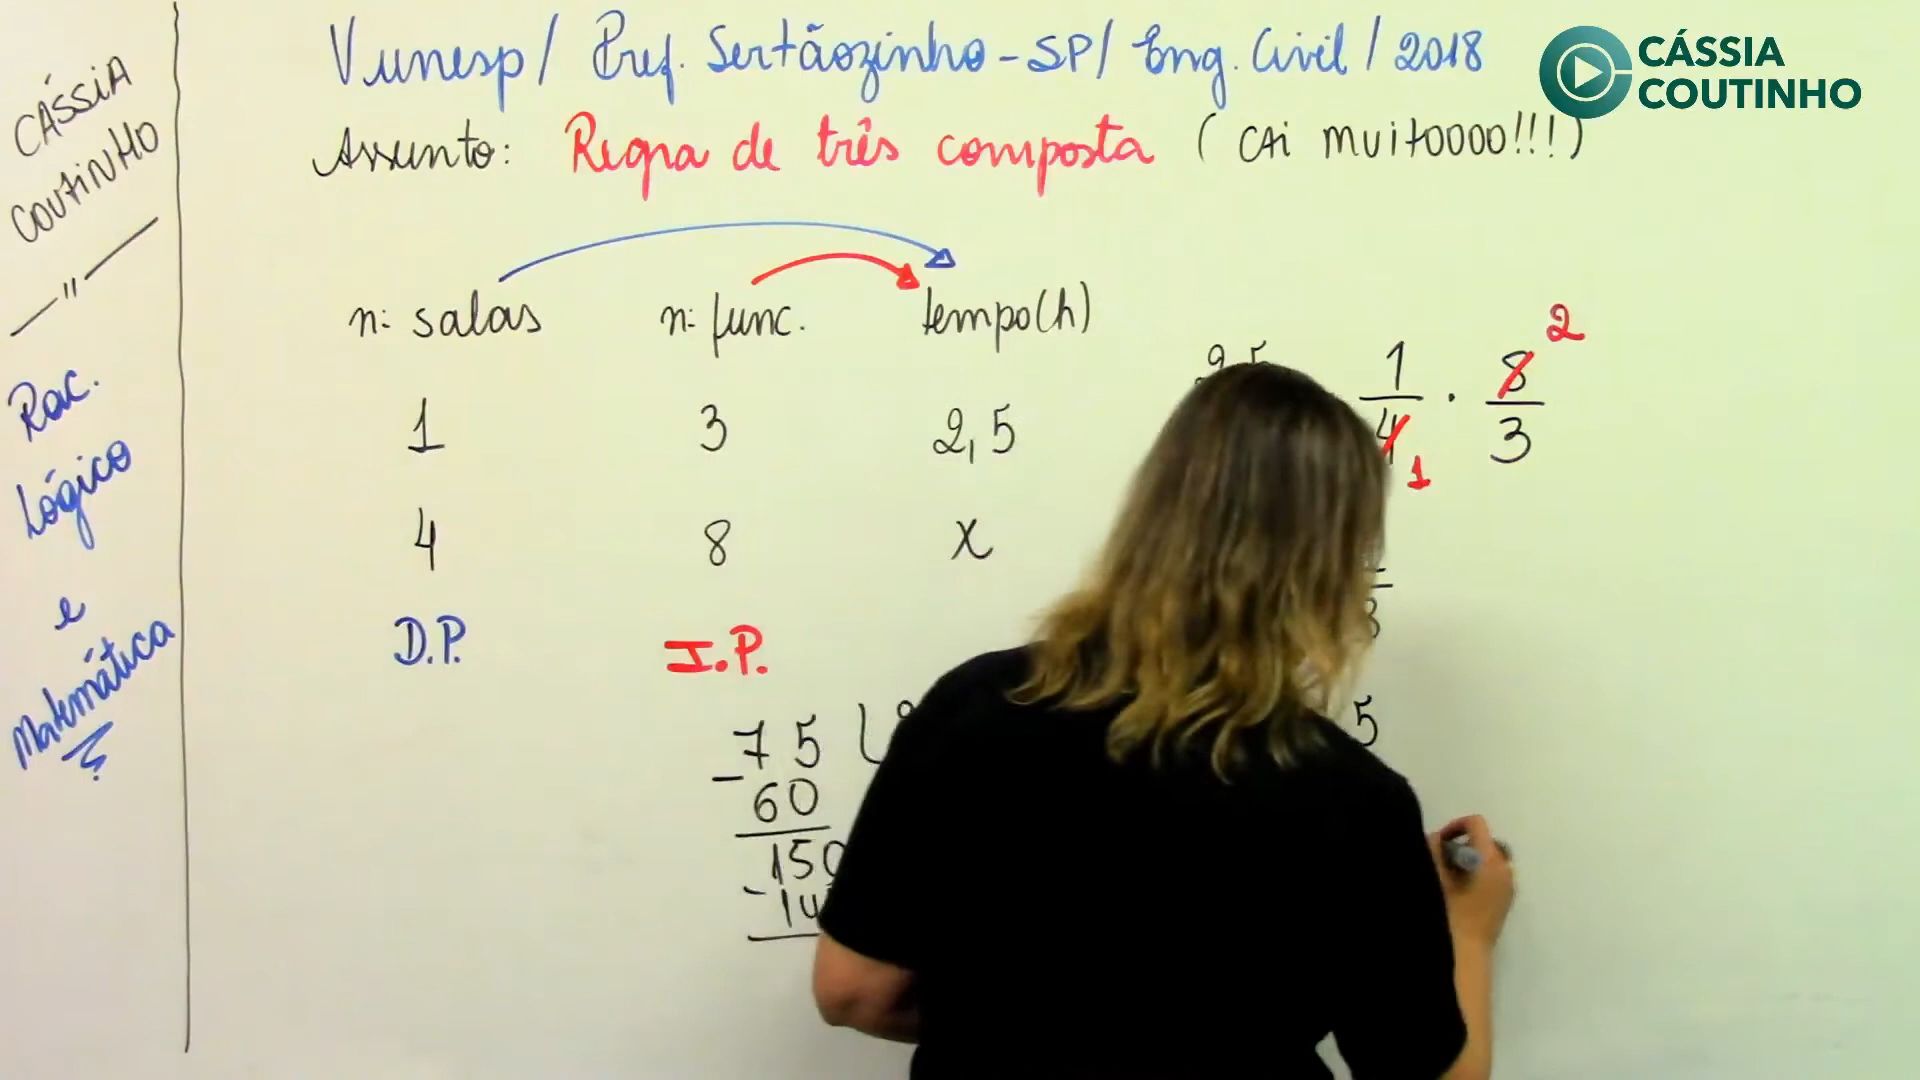 Vunesp / Pref. Sertãozinho - SP / Eng. Civil / 2018
Assunto: Regra de três composta ( CAi MUitoooo!!!)
CÁSSIA
COUTINHO
CÁSSiA
COUTiNHO
"
Rac.
Lógico
e
Matemática
n: salas n: func. tempo(h)
1 3 2,5
4 8 x
D.P. I.P.
1 . 8 2
4 1 3
5
- 75
60
150
- 14